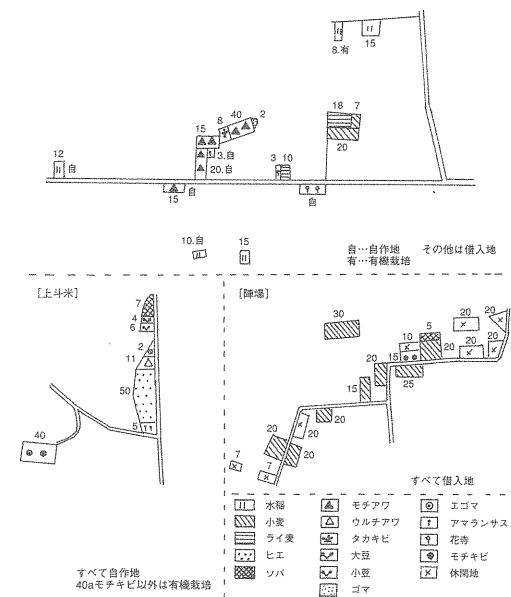 8.有
15
18
7
20
15
8
40
2
3.自
20.自
3
10
12
自
15
自
自
10.自
15
自…自作地 その他は借入地
有…有機栽培
[上斗米]
7
4
6
2
11
50
5
40
すべて自作地
40aモチキビ以外は有機栽培
[陣場]
30
20
20
20
5
10
20
20
20
15
20
25
15
20
20
20
20
7
7
すべて借入地
水稲
小麦
ライ麦
ヒエ
ソバ
モチアワ
ウルチアワ
タカキビ
大豆
小豆
ゴマ
エゴマ
アマランサス
花寺
モチキビ
休閑地